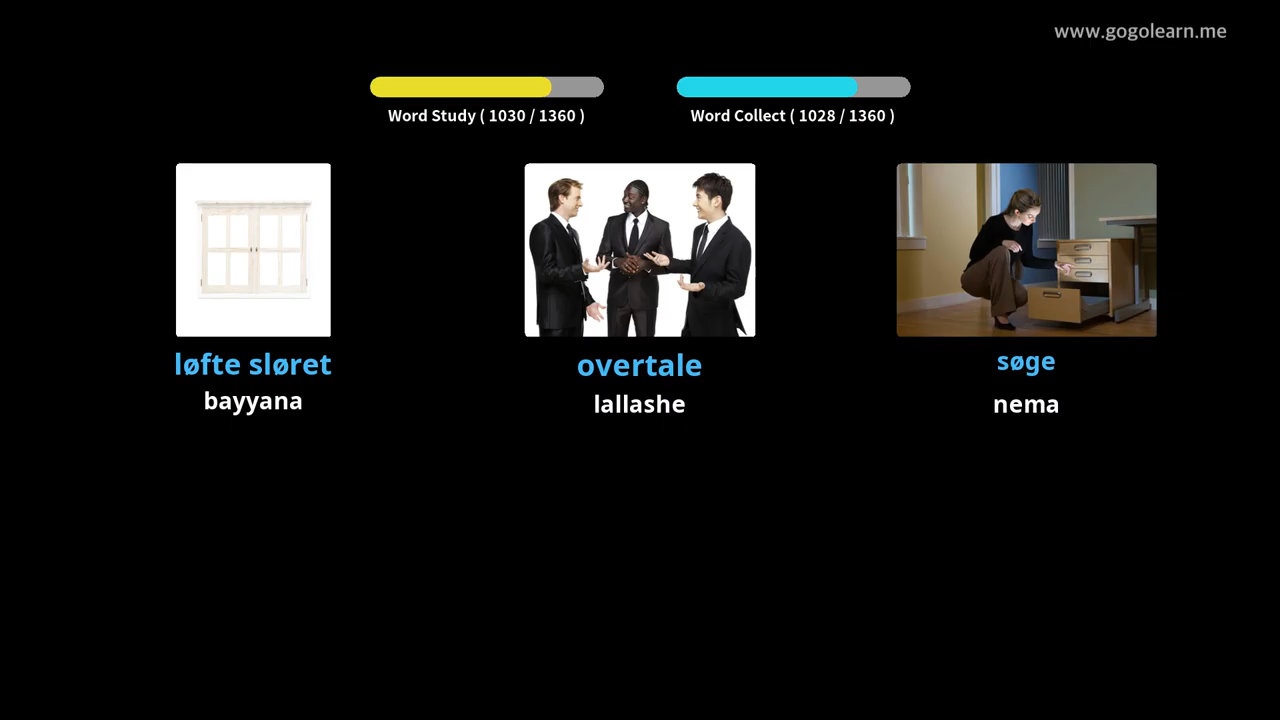 www.gogolearn.me
Word Study ( 1030 / 1360 )
Word Collect ( 1028 / 1360 )
løfte sløret
bayyana
overtale
lallashe
søge
nema